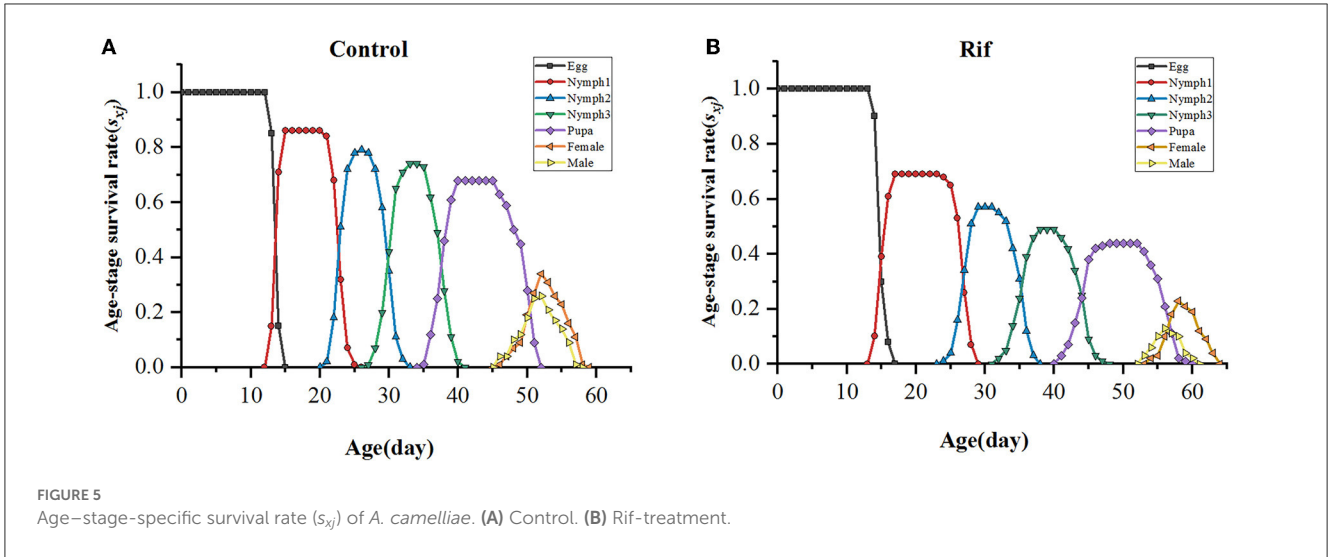 A
Control
Egg
Nymph1
Nymph2
Nymph3
Pupa
Female
Male
Age-stage survival rate(sxj)
1.0
0.8
0.6
0.4
0.2
0.0
0 10 20 30 40 50 60
Age(day)
B
Rif
Egg
Nymph1
Nymph2
Nymph3
Pupa
Female
Male
Age-stage survival rate(sxj)
1.0
0.8
0.6
0.4
0.2
0.0
0 10 20 30 40 50 60
Age(day)
FIGURE 5
Age–stage-specific survival rate (sxj) of A. camelliae. (A) Control. (B) Rif-treatment.